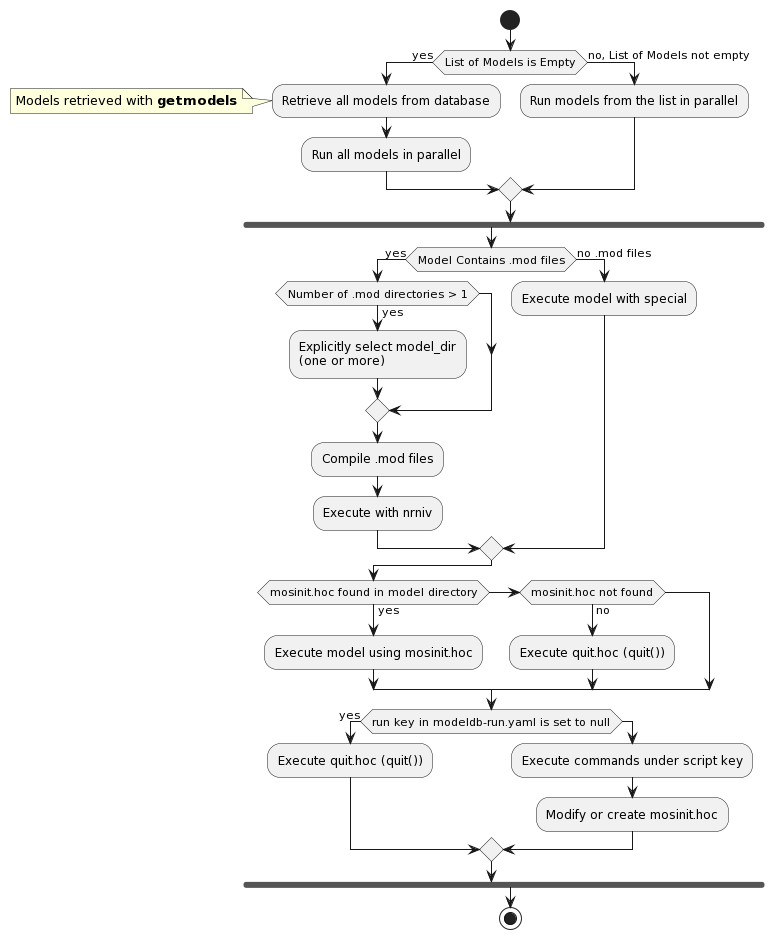 List of Models is Empty
yes
no, List of Models not empty
Models retrieved with getmodels
Retrieve all models from database
Run models from the list in parallel
Run all models in parallel
Model Contains .mod files
yes
no .mod files
Number of .mod directories > 1
yes
Execute model with special
Explicitly select model_dir
(one or more)
Compile .mod files
Execute with nrniv
mosinit.hoc found in model directory
mosinit.hoc not found
yes
no
Execute model using mosinit.hoc
Execute quit.hoc (quit())
run key in modeldb-run.yaml is set to null
yes
Execute quit.hoc (quit())
Execute commands under script key
Modify or create mosinit.hoc